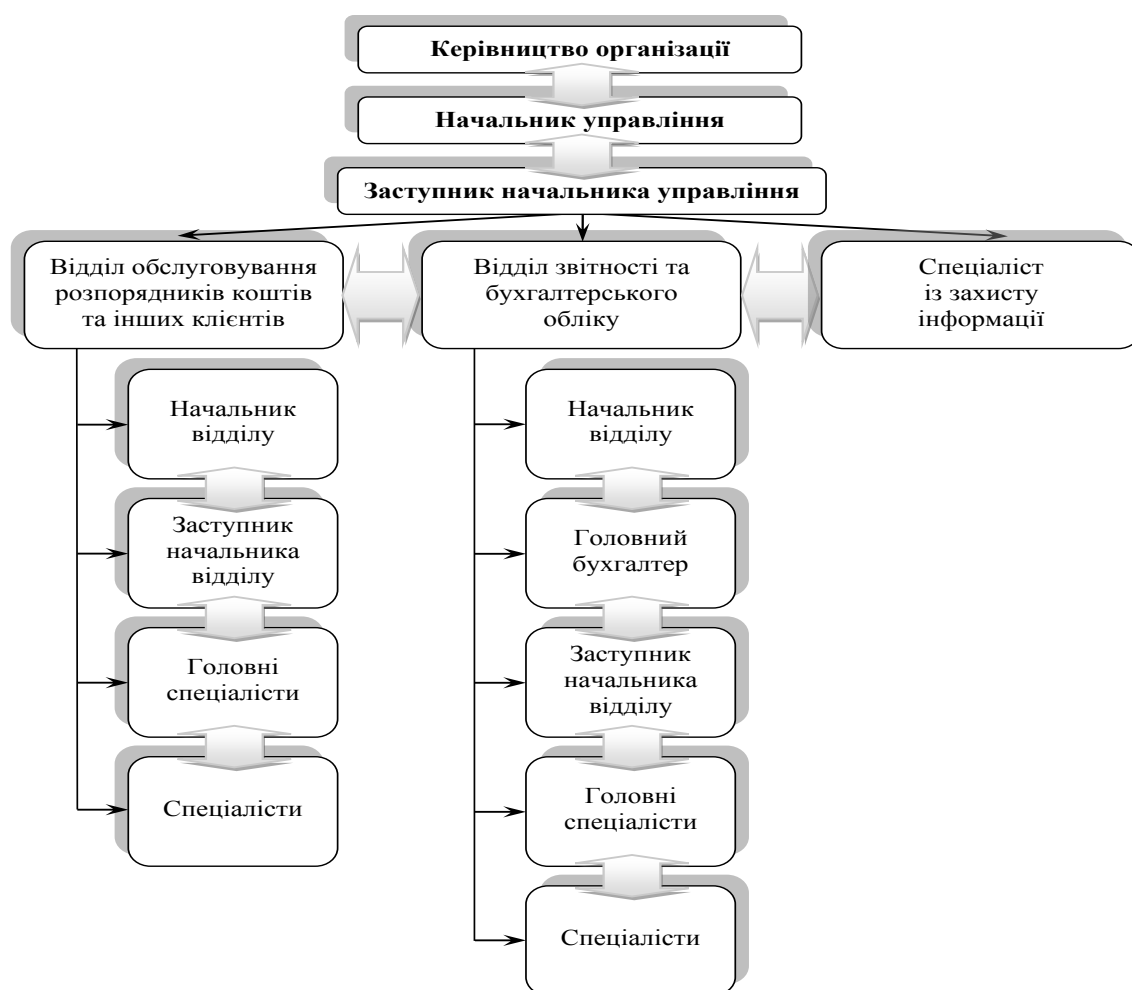 Керівництво організації
Начальник управління
Заступник начальника управління
Відділ обслуговування
розпорядників коштів
та інших клієнтів
Відділ звітності та
бухгалтерського
обліку
Спеціаліст
із захисту
інформації
Начальник
відділу
Заступник
начальника
відділу
Головні
спеціалісти
Спеціалісти
Начальник
відділу
Головний
бухгалтер
Заступник
начальника
відділу
Головні
спеціалісти
Спеціалісти